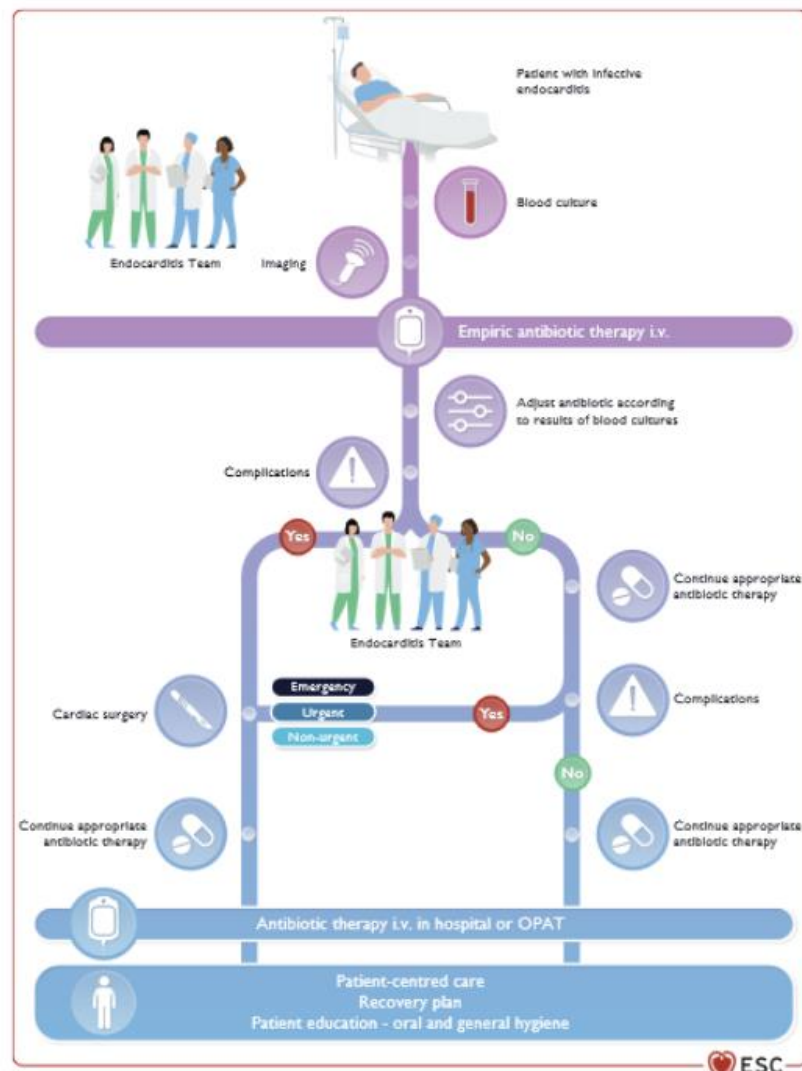 Patient with infective
endocarditis
Blood culture
Endocarditis Team
Imaging
Empiric antibiotic therapy i.v.
Adjust antibiotic according
to results of blood cultures
Complications
Yes
No
Endocarditis Team
Continue appropriate
antibiotic therapy
Emergency
Cardiac surgery
Urgent
Yes
Complications
Non-urgent
No
Continue appropriate
antibiotic therapy
Continue appropriate
antibiotic therapy
Antibiotic therapy i.v. in hospital or OPAT
Patient-centred care
Recovery plan
Patient education - oral and general hygiene
ESC